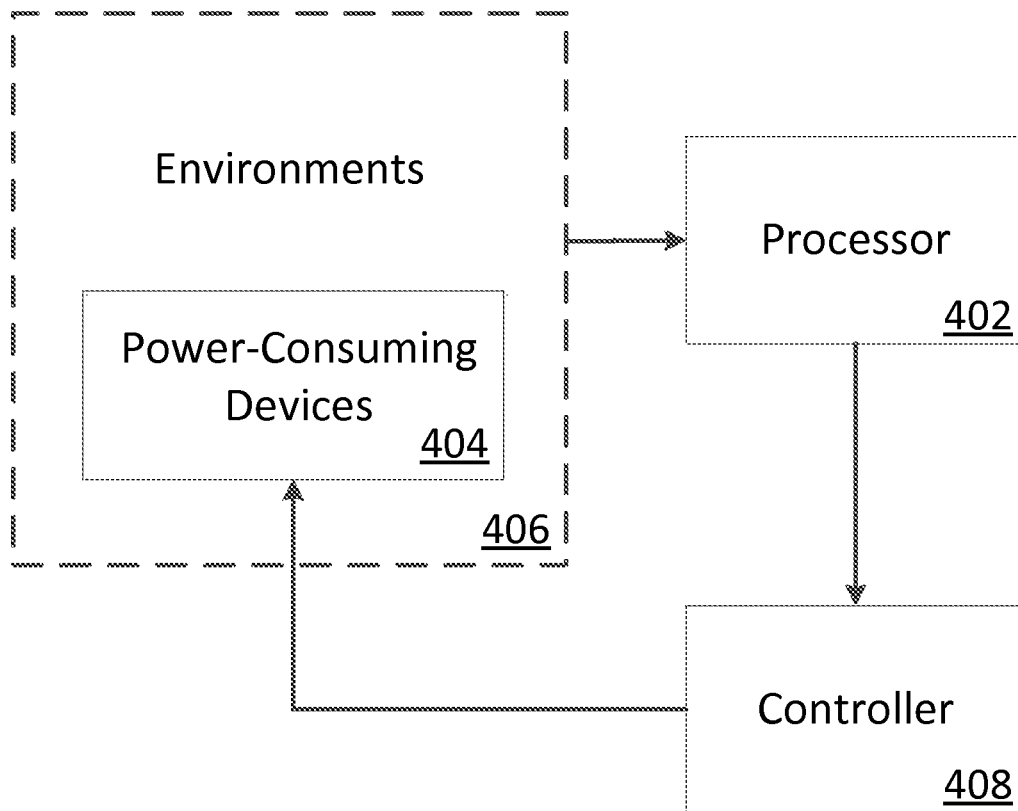 Environments
Power-Consuming
Devices
404
406
Processor
402
Controller
408